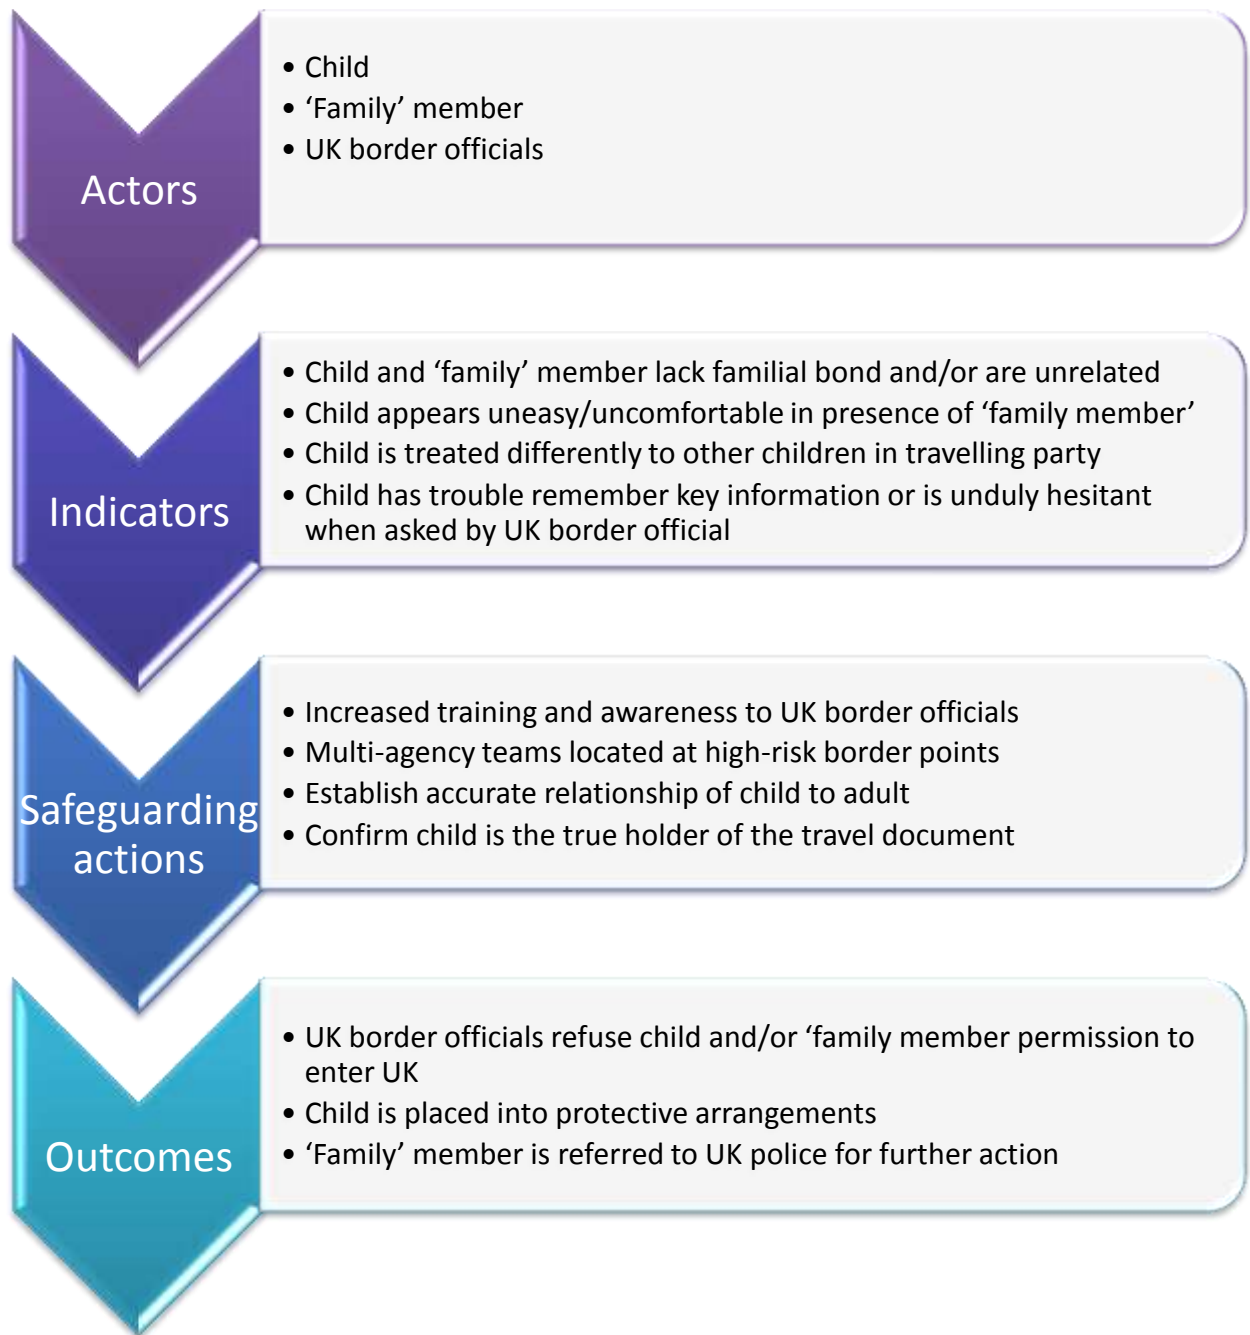 Actors
• Child
• ‘Family’ member
• UK border officials
Indicators
• Child and ‘family’ member lack familial bond and/or are unrelated
• Child appears uneasy/uncomfortable in presence of ‘family member’
• Child is treated differently to other children in travelling party
• Child has trouble remember key information or is unduly hesitant
when asked by UK border official
Safeguarding
actions
• Increased training and awareness to UK border officials
• Multi-agency teams located at high-risk border points
• Establish accurate relationship of child to adult
• Confirm child is the true holder of the travel document
Outcomes
• UK border officials refuse child and/or ‘family member permission to
enter UK
• Child is placed into protective arrangements
• ‘Family’ member is referred to UK police for further action